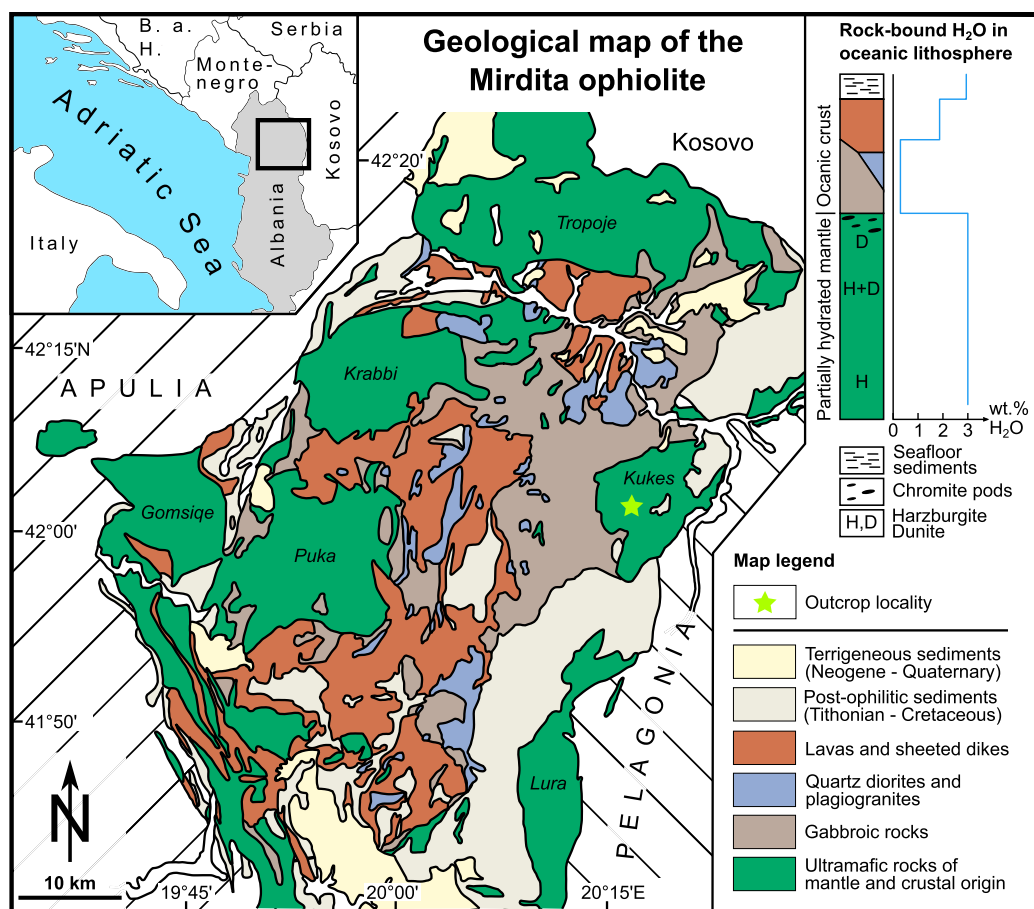 Geological map of the
Mirdita ophiolite
B. a.
H.
Serbia
Monte-
negro
Kosovo
Adriatic Sea
Italy
Albania
Kosovo
42°20'
42°15'N
42°00'
41°50'
19°45'
20°00'
20°15'E
APULIA
PELAGONIA
Tropoje
Krabbi
Kukes
Gomsiqe
Puka
Lura
N
10 km
Rock-bound H₂O in
oceanic lithosphere
Ocanic crust
Partially hydrated mantle
D
H+D
H
0 1 2 3
wt.%
H₂O
Seafloor
sediments
Chromite pods
H,D
Harzburgite
Dunite
Map legend
Outcrop locality
Terrigeneous sediments
(Neogene - Quaternary)
Post-ophilitic sediments
(Tithonian - Cretaceous)
Lavas and sheeted dikes
Quartz diorites and
plagiogranites
Gabbroic rocks
Ultramafic rocks of
mantle and crustal origin